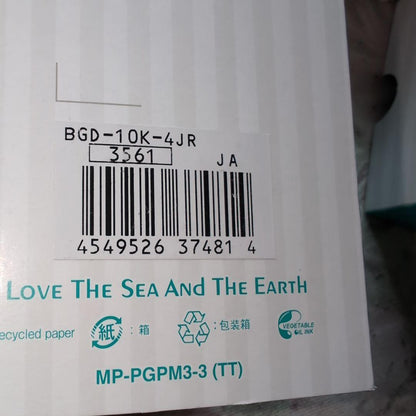 BGD-10K-4JR
3561 JA
4549526 37481 4
LOVE THE SEA AND THE EARTH
ecycled paper 紙 : 箱 : 包装箱 VEGETABLE OIL INK
MP-PGPM3-3 (TT)